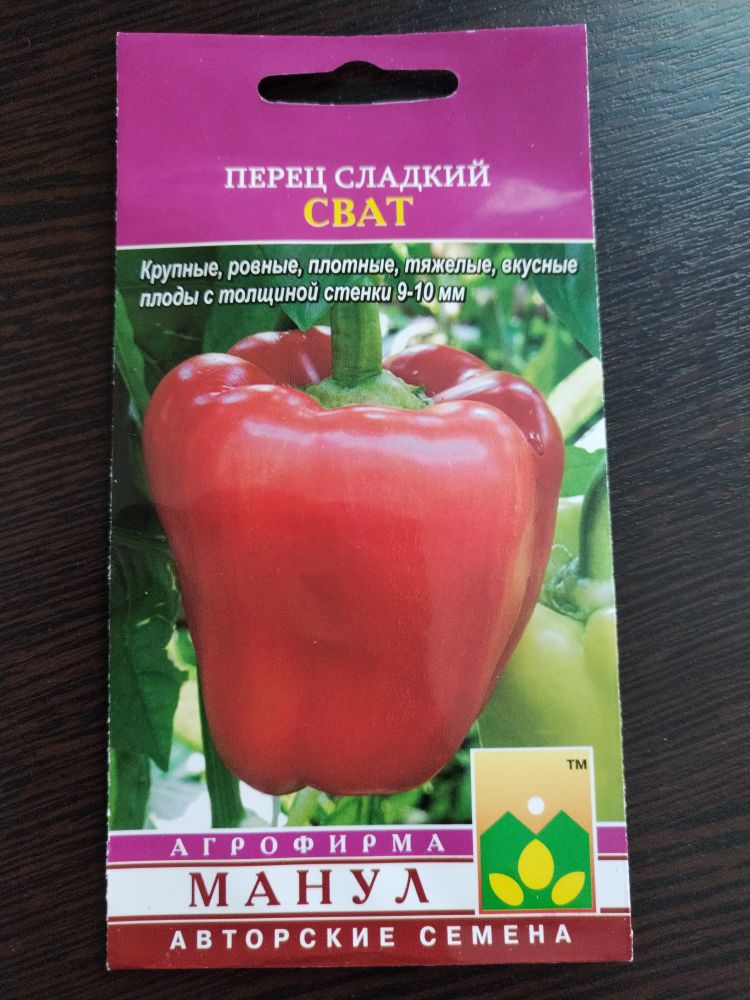 ПЕРЕЦ СЛАДКИЙ
СВАТ
Крупные, ровные, плотные, тяжелые, вкусные
плоды с толщиной стенки 9-10 мм
TM
АГРОФИРМА
МАНУЛ
АВТОРСКИЕ СЕМЕНА